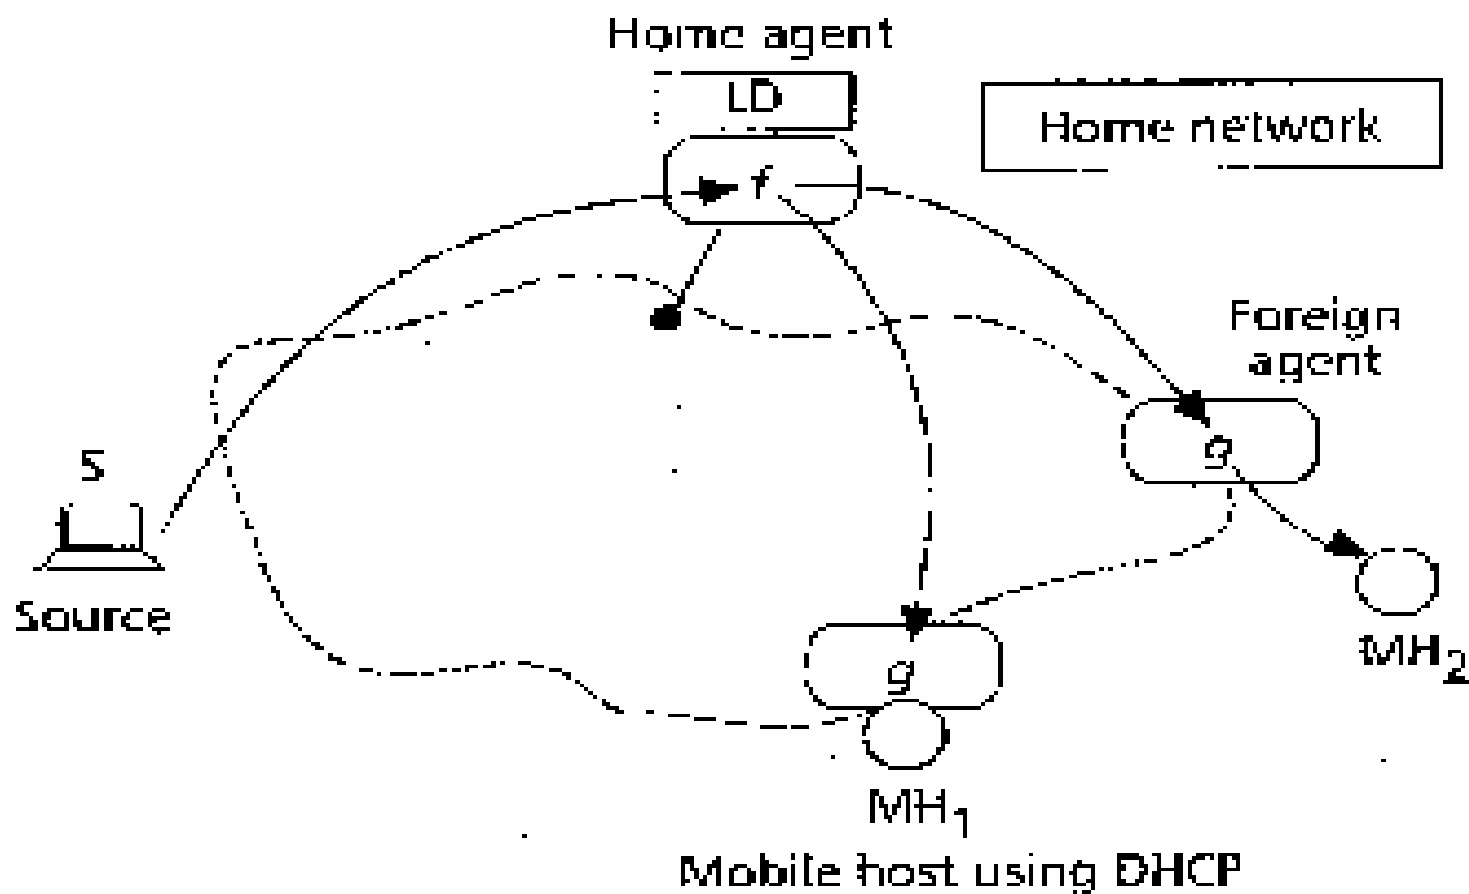 Home agent
LD
Home network
f
Foreign
agent
g
S
Source
MH2
g
MH1
Mobile host using DHCP